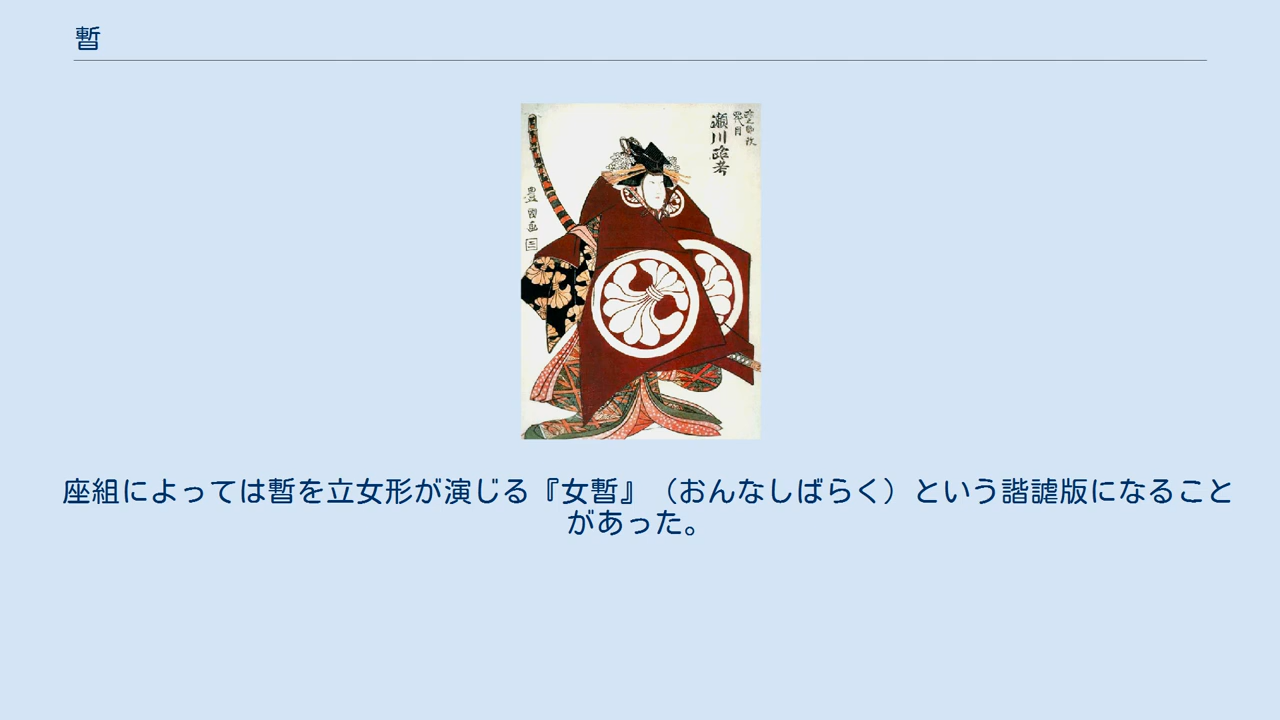 暫
瀬川路考
豊国画
座組によっては暫を立女形が演じる『女暫』（おんなしばらく）という諧謔版になること
があった。